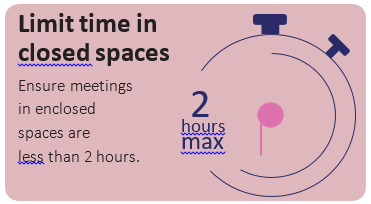 Limit time in
closed spaces
Ensure meetings
in enclosed
spaces are
less than 2 hours.
2
hours
max